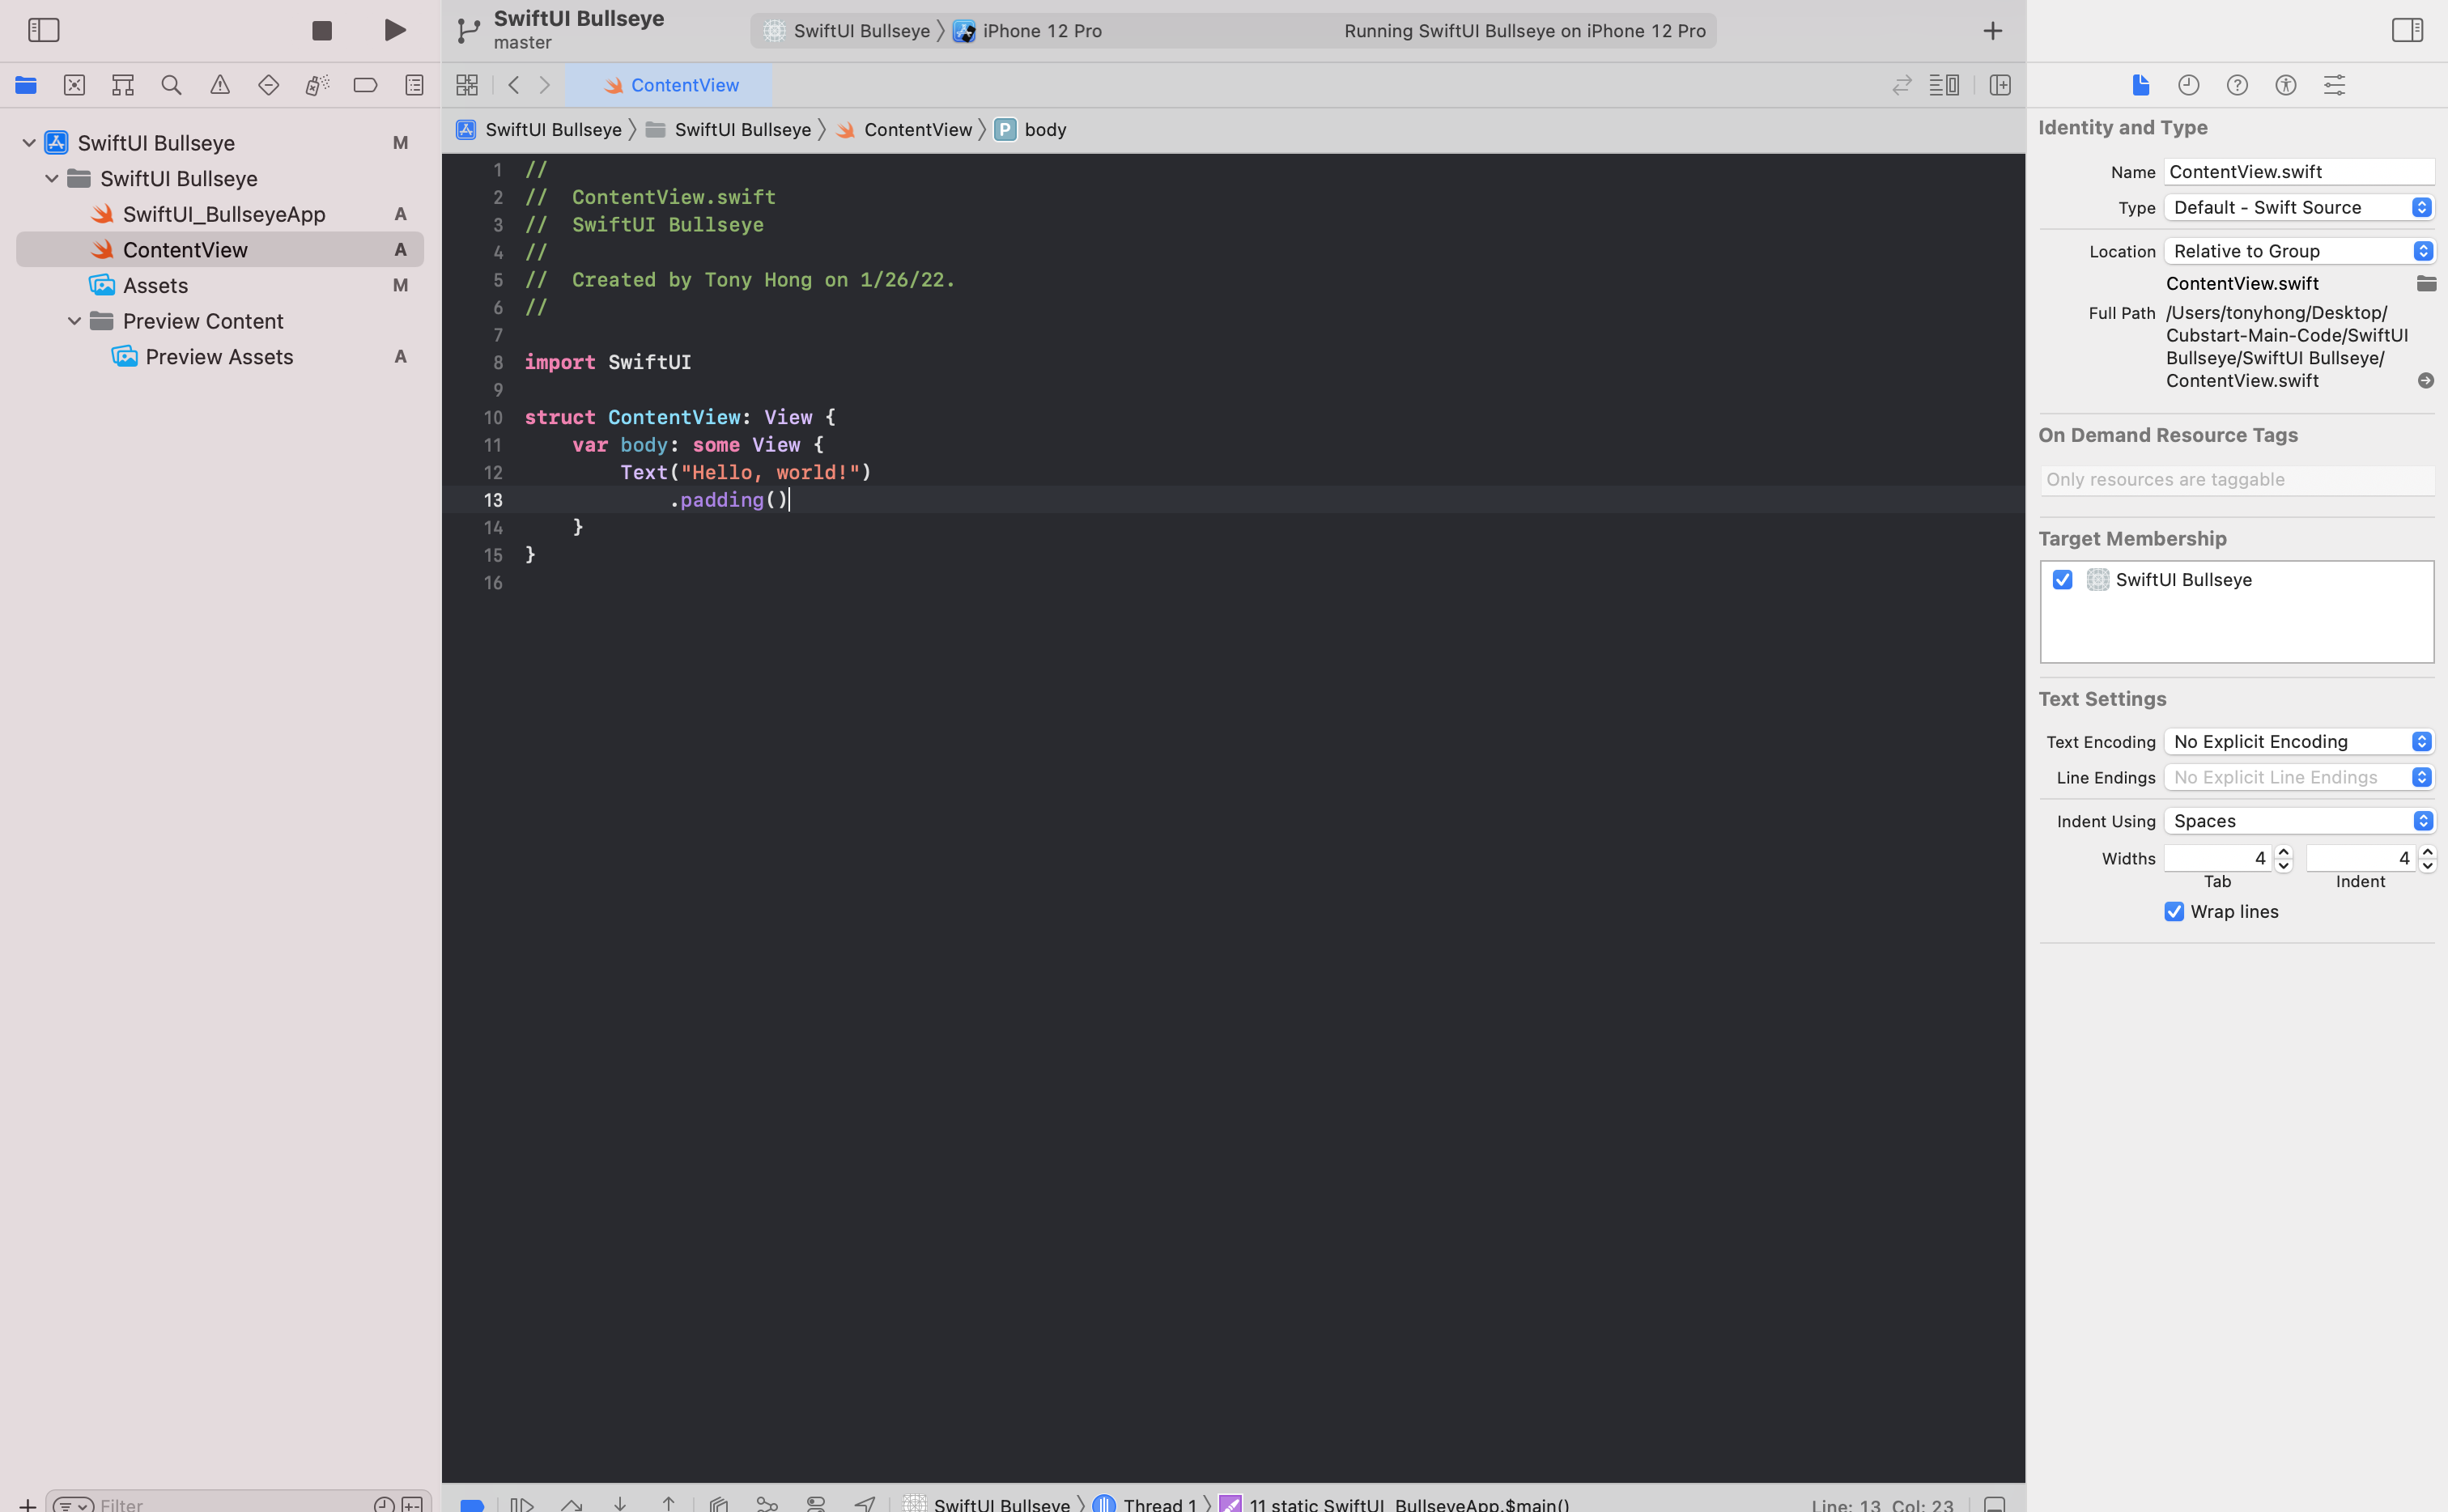 SwiftUI Bullseye
master
SwiftUI Bullseye
iPhone 12 Pro
Running SwiftUI Bullseye on iPhone 12 Pro
ContentView
SwiftUI Bullseye
SwiftUI Bullseye
ContentView
P
body
SwiftUI Bullseye M
SwiftUI Bullseye
SwiftUI_BullseyeApp A
ContentView A
Assets M
Preview Content
Preview Assets A
Filter
1 //
2 //  ContentView.swift
3 //  SwiftUI Bullseye
4 //
5 //  Created by Tony Hong on 1/26/22.
6 //
7
8 import SwiftUI
9
10 struct ContentView: View {
11     var body: some View {
12         Text("Hello, world!")
13             .padding()
14     }
15 }
16
SwiftUI Bullseye
Thread 1
11 static SwiftUI_BullseyeApp.$main()
Line: 13 Col: 23
Identity and Type
Name ContentView.swift
Type Default - Swift Source
Location Relative to Group
ContentView.swift
Full Path /Users/tonyhong/Desktop/
Cubstart-Main-Code/SwiftUI
Bullseye/SwiftUI Bullseye/
ContentView.swift
On Demand Resource Tags
Only resources are taggable
Target Membership
SwiftUI Bullseye
Text Settings
Text Encoding No Explicit Encoding
Line Endings No Explicit Line Endings
Indent Using Spaces
Widths 4 4
Tab Indent
Wrap lines